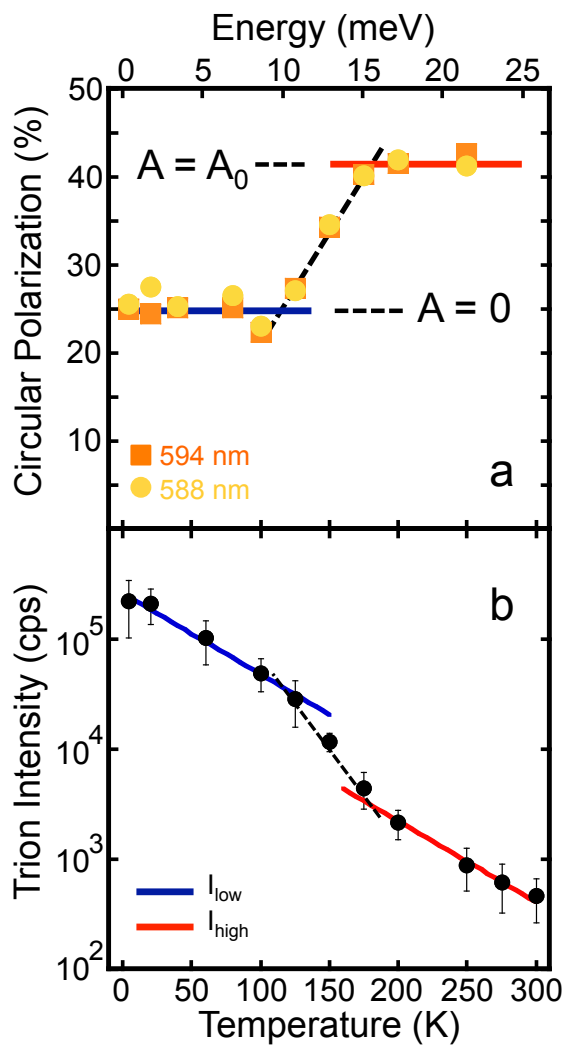 Energy (meV)
0 5 10 15 20 25
Circular Polarization (%)
50
40
30
20
10
A = A0
A = 0
594 nm
588 nm
a
Trion Intensity (cps)
10^5
10^4
10^3
10^2
b
I_low
I_high
0 50 100 150 200 250 300
Temperature (K)